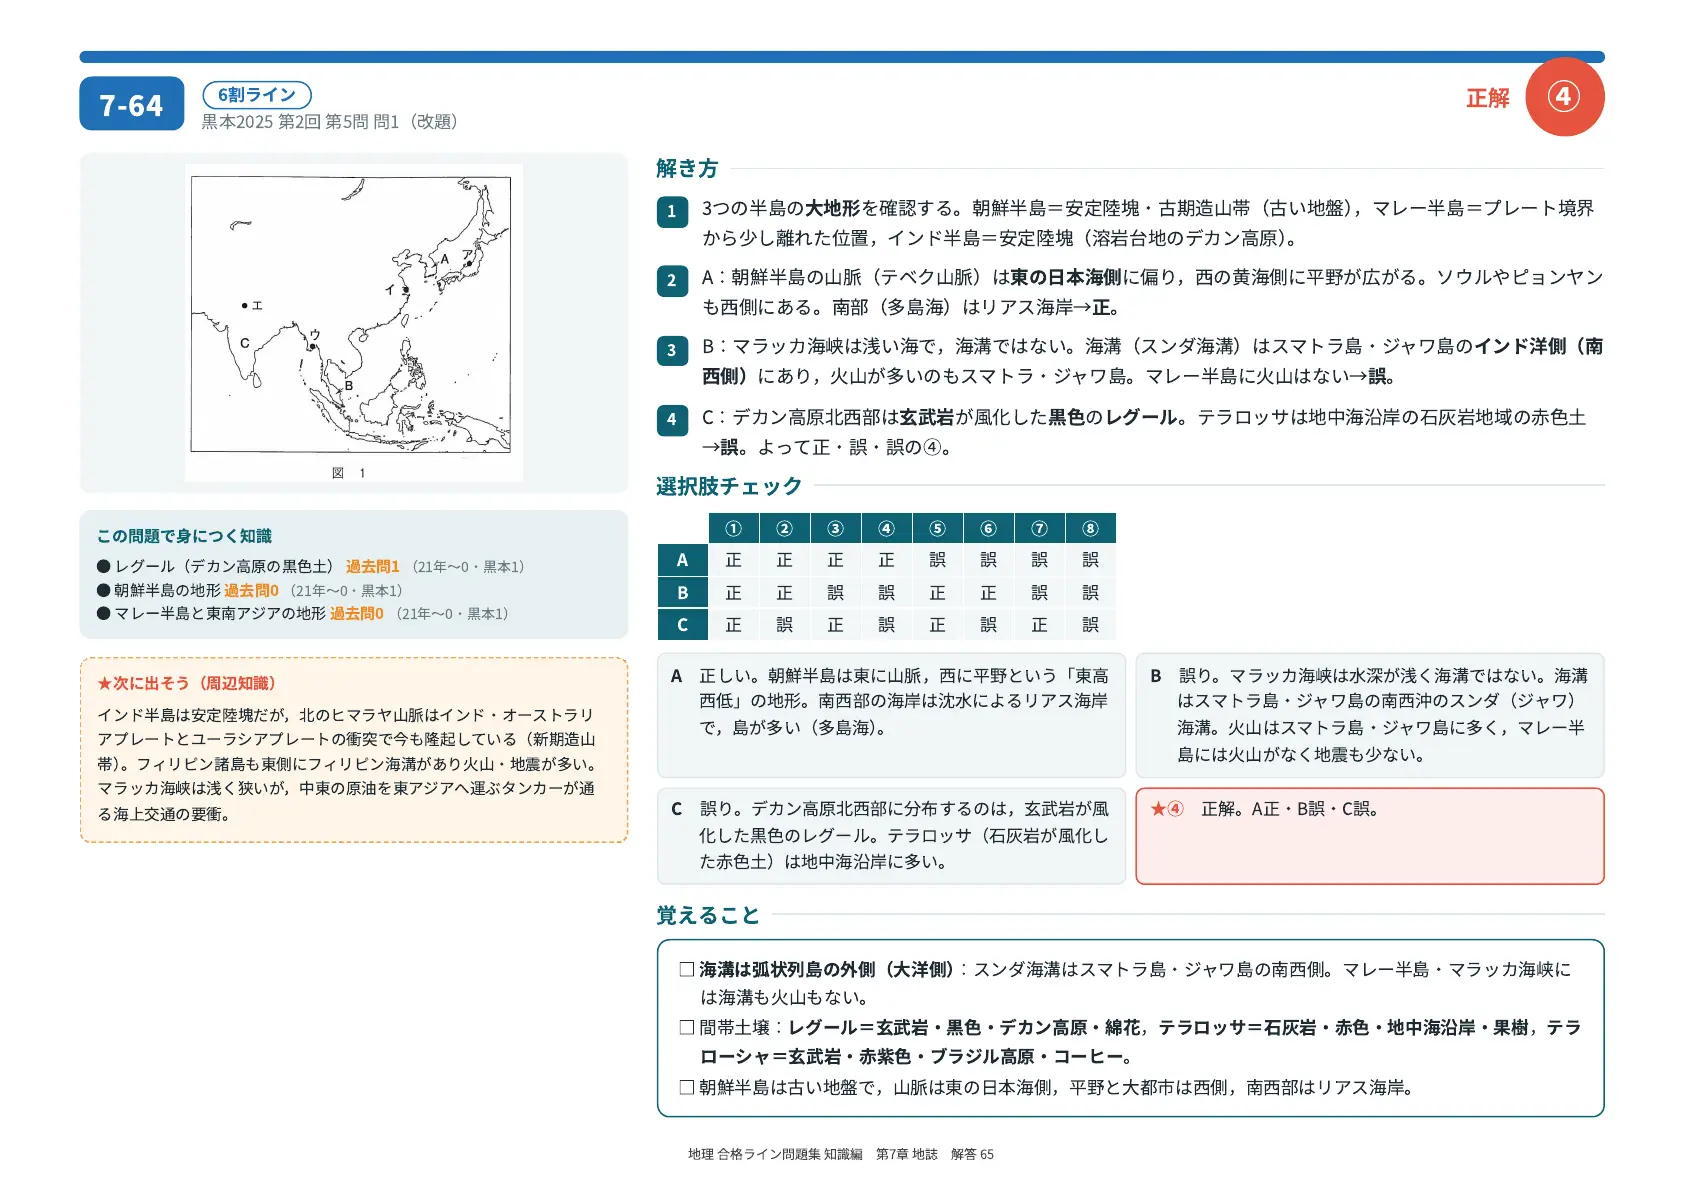 7-64
6割ライン
黒本2025 第2回 第5問 問1（改題）
正解 ④
A
ア
イ
エ
ウ
C
B
図 1
この問題で身につく知識
● レグール（デカン高原の黒色土） 過去問1 （21年〜0・黒本1）
● 朝鮮半島の地形 過去問0 （21年〜0・黒本1）
● マレー半島と東南アジアの地形 過去問0 （21年〜0・黒本1）
★次に出そう（周辺知識）
インド半島は安定陸塊だが，北のヒマラヤ山脈はインド・オーストラリ
アプレートとユーラシアプレートの衝突で今も隆起している（新期造山
帯）。フィリピン諸島も東側にフィリピン海溝があり火山・地震が多い。
マラッカ海峡は浅く狭いが，中東の原油を東アジアへ運ぶタンカーが通
る海上交通の要衝。
解き方
1 3つの半島の大地形を確認する。朝鮮半島＝安定陸塊・古期造山帯（古い地盤），マレー半島＝プレート境界
から少し離れた位置，インド半島＝安定陸塊（溶岩台地のデカン高原）。
2 A：朝鮮半島の山脈（テベク山脈）は東の日本海側に偏り，西の黄海側に平野が広がる。ソウルやピョンヤン
も西側にある。南部（多島海）はリアス海岸→正。
3 B：マラッカ海峡は浅い海で，海溝ではない。海溝（スンダ海溝）はスマトラ島・ジャワ島のインド洋側（南
西側）にあり，火山が多いのもスマトラ・ジャワ島。マレー半島に火山はない→誤。
4 C：デカン高原北西部は玄武岩が風化した黒色のレグール。テラロッサは地中海沿岸の石灰岩地域の赤色土
→誤。よって正・誤・誤の④。
選択肢チェック
① ② ③ ④ ⑤ ⑥ ⑦ ⑧
A 正 正 正 正 誤 誤 誤 誤
B 正 正 誤 誤 正 正 誤 誤
C 正 誤 正 誤 正 誤 正 誤
A 正しい。朝鮮半島は東に山脈，西に平野という「東高
西低」の地形。南西部の海岸は沈水によるリアス海岸
で，島が多い（多島海）。
B 誤り。マラッカ海峡は水深が浅く海溝ではない。海溝
はスマトラ島・ジャワ島の南西沖のスンダ（ジャワ）
海溝。火山はスマトラ島・ジャワ島に多く，マレー半
島には火山がなく地震も少ない。
C 誤り。デカン高原北西部に分布するのは，玄武岩が風
化した黒色のレグール。テラロッサ（石灰岩が風化し
た赤色土）は地中海沿岸に多い。
★④ 正解。A正・B誤・C誤。
覚えること
□ 海溝は弧状列島の外側（大洋側）：スンダ海溝はスマトラ島・ジャワ島の南西側。マレー半島・マラッカ海峡に
は海溝も火山もない。
□ 間帯土壌：レグール＝玄武岩・黒色・デカン高原・綿花，テラロッサ＝石灰岩・赤色・地中海沿岸・果樹，テラ
ローシャ＝玄武岩・赤紫色・ブラジル高原・コーヒー。
□ 朝鮮半島は古い地盤で，山脈は東の日本海側，平野と大都市は西側，南西部はリアス海岸。
地理 合格ライン問題集 知識編 第7章 地誌 解答 65